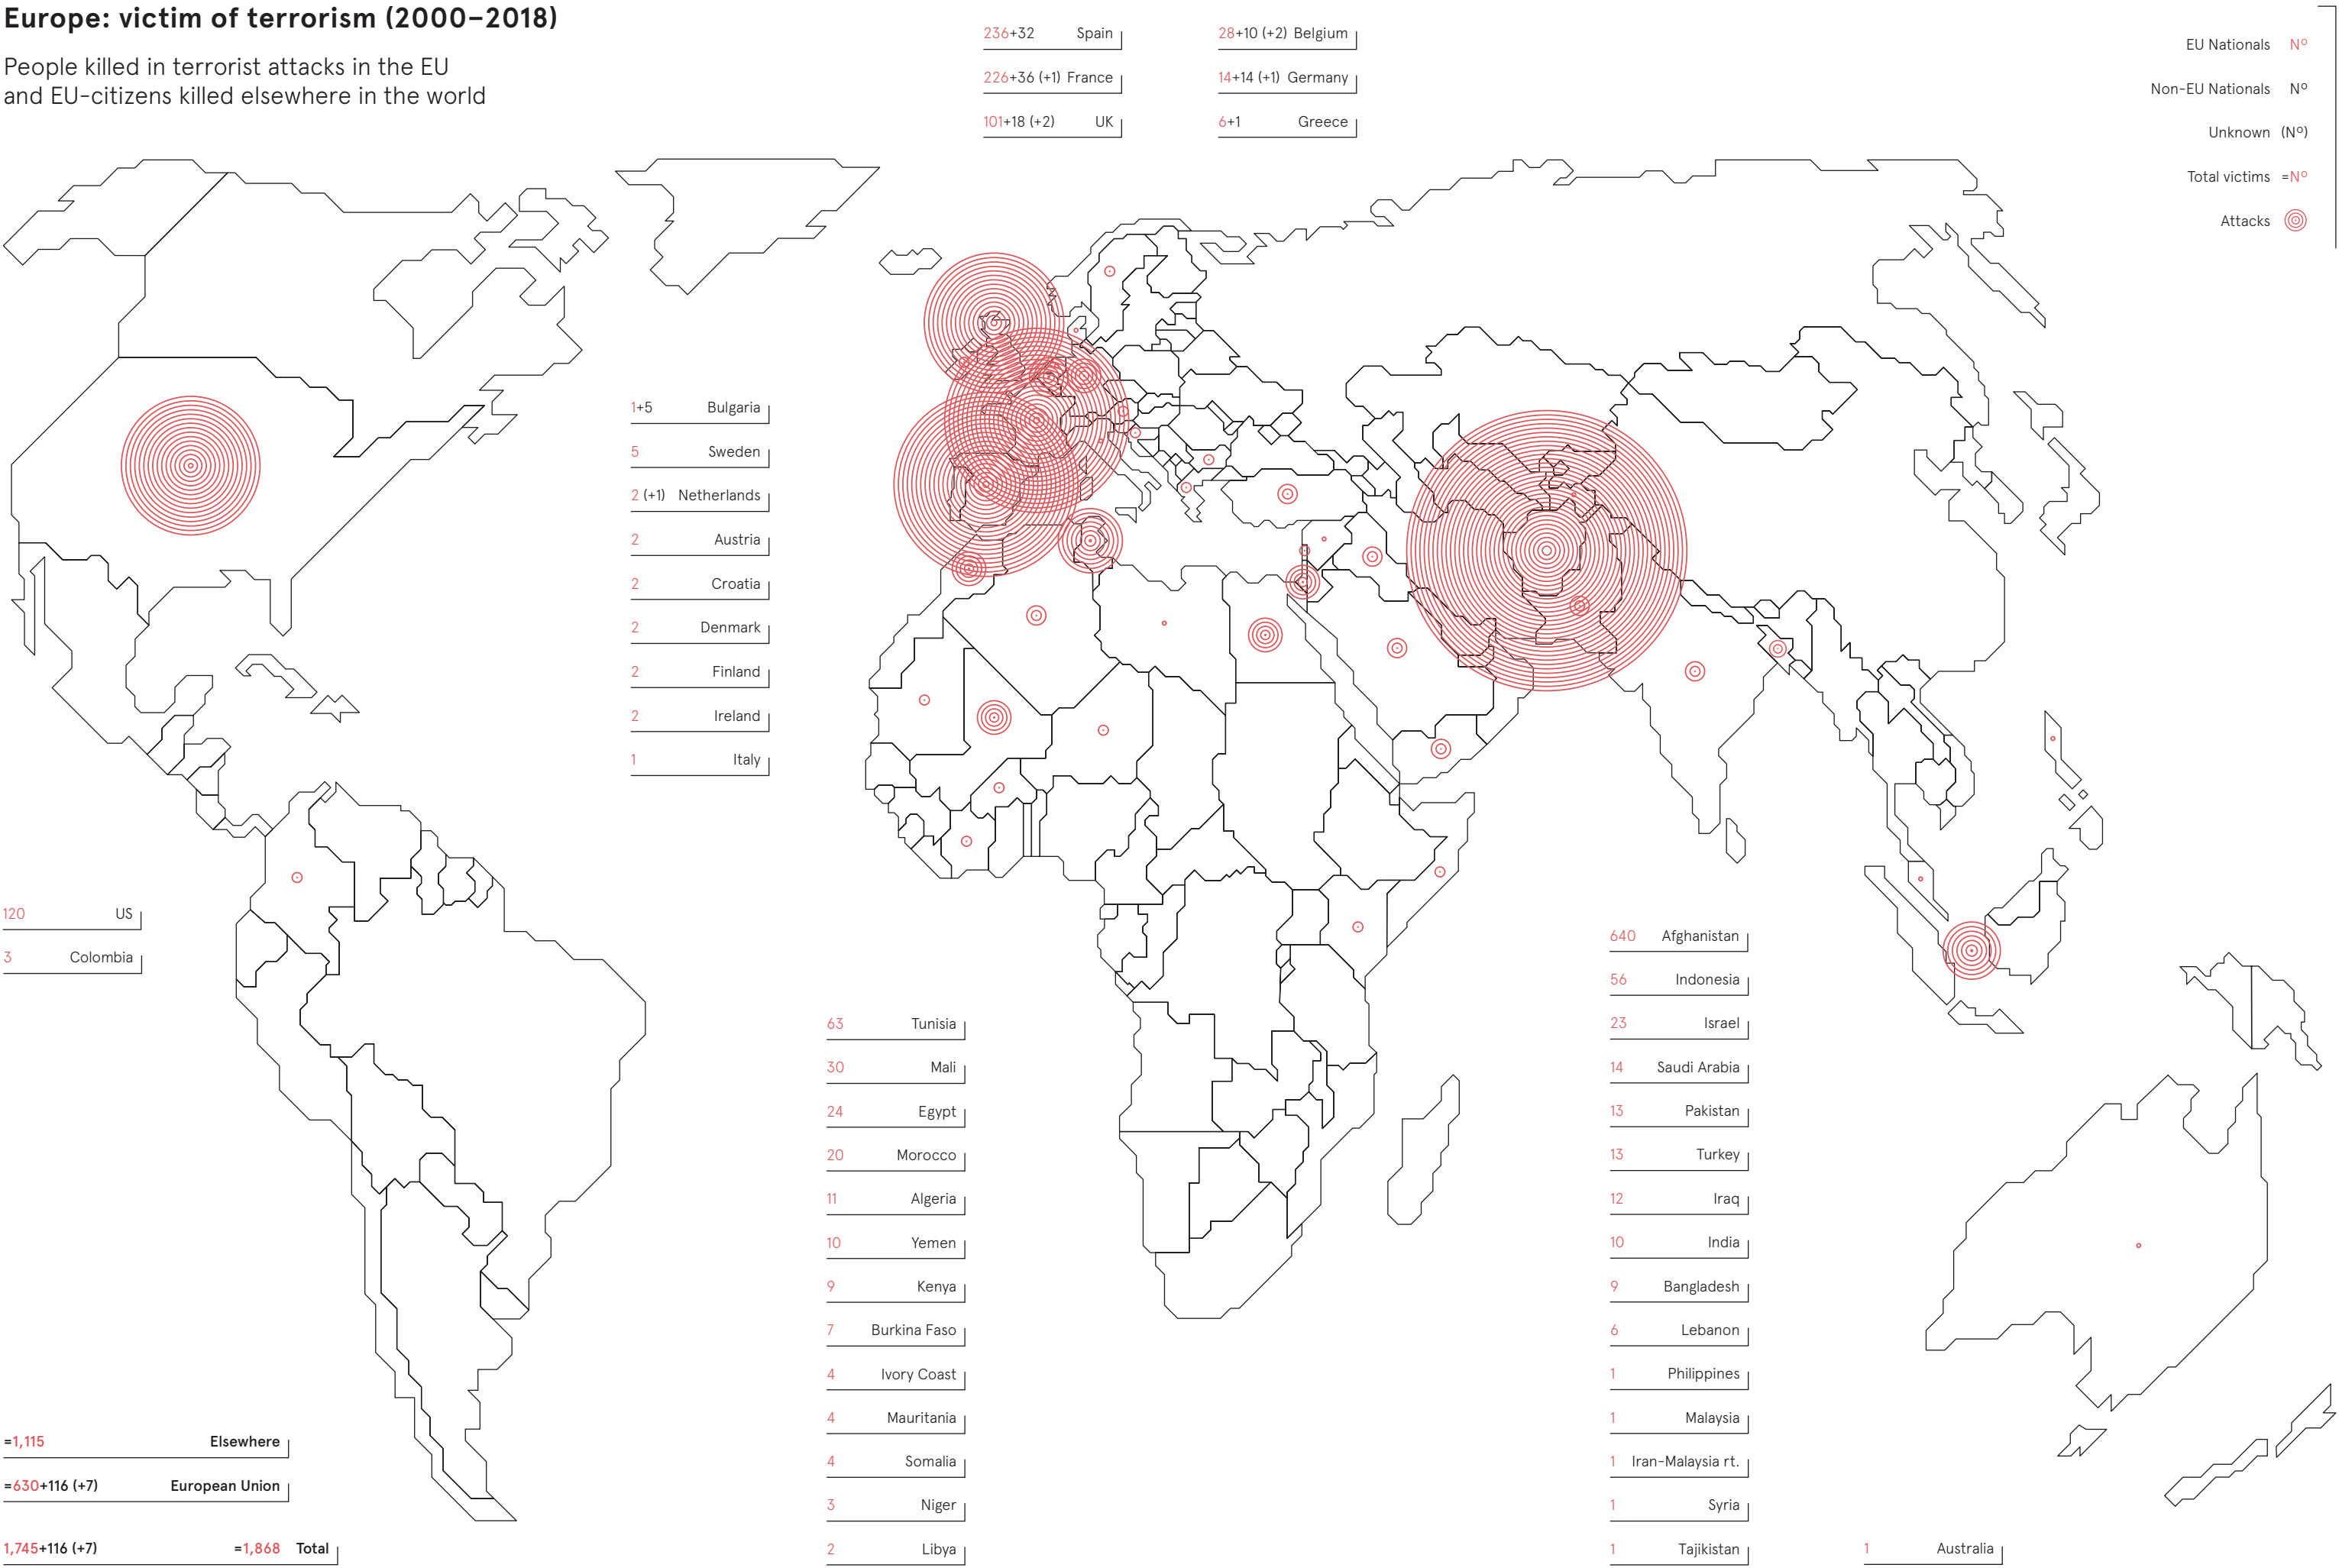 Europe: victim of terrorism (2000–2018)
People killed in terrorist attacks in the EU
and EU-citizens killed elsewhere in the world
236+32 Spain
226+36 (+1) France
101+18 (+2) UK
28+10 (+2) Belgium
14+14 (+1) Germany
6+1 Greece
EU Nationals Nº
Non-EU Nationals Nº
Unknown (Nº)
Total victims =Nº
Attacks
1+5 Bulgaria
5 Sweden
2 (+1) Netherlands
2 Austria
2 Croatia
2 Denmark
2 Finland
2 Ireland
1 Italy
120 US
3 Colombia
63 Tunisia
30 Mali
24 Egypt
20 Morocco
11 Algeria
10 Yemen
9 Kenya
7 Burkina Faso
4 Ivory Coast
4 Mauritania
4 Somalia
3 Niger
2 Libya
640 Afghanistan
56 Indonesia
23 Israel
14 Saudi Arabia
13 Pakistan
13 Turkey
12 Iraq
10 India
9 Bangladesh
6 Lebanon
1 Philippines
1 Malaysia
1 Iran-Malaysia rt.
1 Syria
1 Tajikistan
1 Australia
=1,115 Elsewhere
=630+116 (+7) European Union
1,745+116 (+7) =1,868 Total